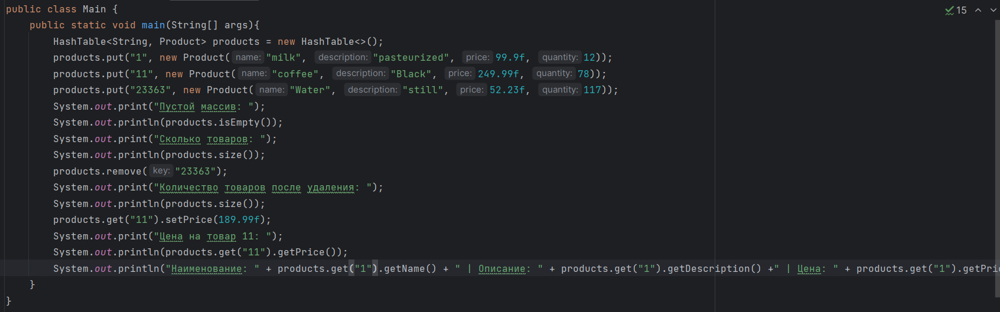 15
public class Main {
public static void main(String[] args){
HashTable<String, Product> products = new HashTable<>();
products.put("1", new Product( name: "milk", description: "pasteurized", price: 99.9f, quantity: 12));
products.put("11", new Product( name: "coffee", description: "Black", price: 249.99f, quantity: 78));
products.put("23363", new Product( name: "Water", description: "still", price: 52.23f, quantity: 117));
System.out.print("Пустой массив: ");
System.out.println(products.isEmpty());
System.out.print("Сколько товаров: ");
System.out.println(products.size());
products.remove( key: "23363");
System.out.print("Количество товаров после удаления: ");
System.out.println(products.size());
products.get("11").setPrice(189.99f);
System.out.print("Цена на товар 11: ");
System.out.println(products.get("11").getPrice());
System.out.println("Наименование: " + products.get("1").getName() + " | Описание: " + products.get("1").getDescription() +" | Цена: " + products.get("1").getPri
}
}